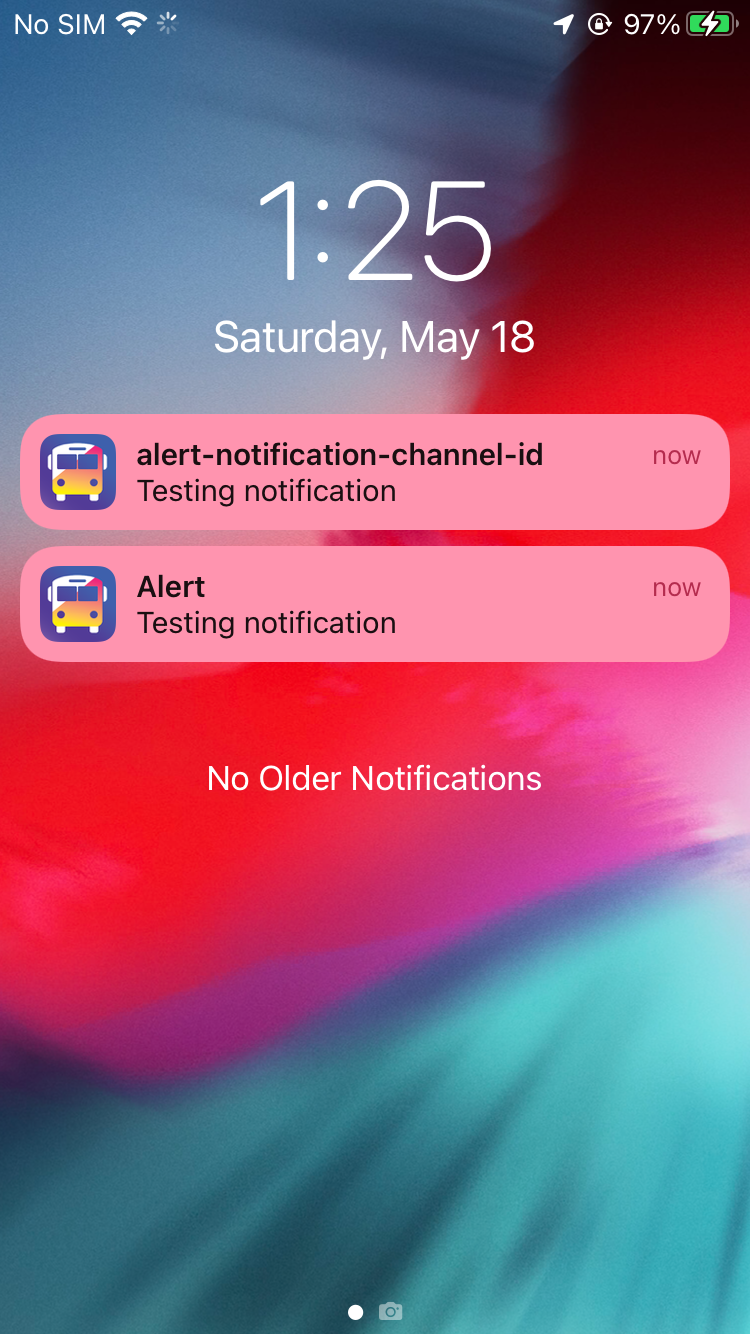 No SIM 97%
1:25
Saturday, May 18
alert-notification-channel-id now
Testing notification
Alert now
Testing notification
No Older Notifications